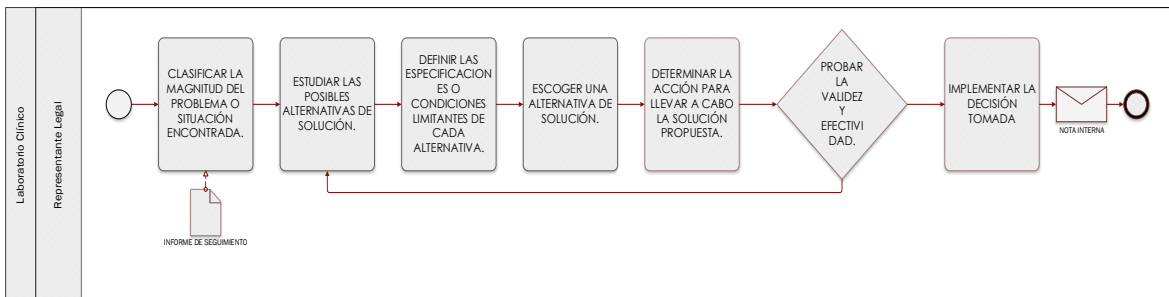 Laboratorio Clínico
Representante Legal
CLASIFICAR LA
MAGNITUD DEL
PROBLEMA O
SITUACIÓN
ENCONTRADA.
INFORME DE SEGUIMIENTO
ESTUDIAR LAS
POSIBLES
ALTERNATIVAS DE
SOLUCIÓN.
DEFINIR LAS
ESPECIFICACION
ES O
CONDICIONES
LIMITANTES DE
CADA
ALTERNATIVA.
ESCOGER UNA
ALTERNATIVA DE
SOLUCIÓN.
DETERMINAR LA
ACCIÓN PARA
LLEVAR A CABO
LA SOLUCIÓN
PROPUESTA.
PROBAR
LA
VALIDEZ
Y
EFECTIVI
DAD.
IMPLEMENTAR LA
DECISIÓN
TOMADA
NOTA INTERNA